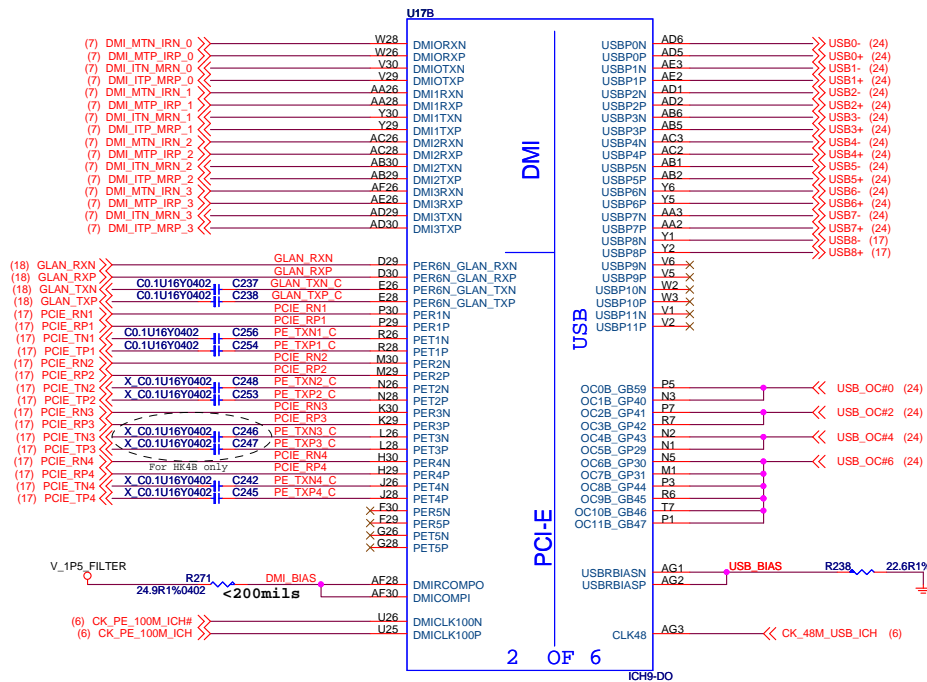 U17B
(7) DMI_MTN_IRN_0 W28 DMIORXN USBP0N AD6 USB0- (24)
(7) DMI_MTP_IRP_0 W26 DMIORXP USBP0P AD5 USB0+ (24)
(7) DMI_ITN_MRN_0 V30 DMIOTXN USBP1N AE3 USB1- (24)
(7) DMI_ITP_MRP_0 V29 DMIOTXP USBP1P AE2 USB1+ (24)
(7) DMI_MTN_IRN_1 AA26 DMI1RXN USBP2N AD1 USB2- (24)
(7) DMI_MTP_IRP_1 AA28 DMI1RXP USBP2P AD2 USB2+ (24)
(7) DMI_ITN_MRN_1 Y30 DMI1TXN USBP3N AB6 USB3- (24)
(7) DMI_ITP_MRP_1 Y29 DMI1TXP USBP3P AB5 USB3+ (24)
(7) DMI_MTN_IRN_2 AC26 DMI2RXN USBP4N AC3 USB4- (24)
(7) DMI_MTP_IRP_2 AC28 DMI2RXP USBP4P AC2 USB4+ (24)
(7) DMI_ITN_MRN_2 AB30 DMI2TXN USBP5N AB1 USB5- (24)
(7) DMI_ITP_MRP_2 AB29 DMI2TXP USBP5P AB2 USB5+ (24)
(7) DMI_MTN_IRN_3 AF26 DMI3RXN USBP6N Y6 USB6- (24)
(7) DMI_MTP_IRP_3 AE26 DMI3RXP USBP6P Y5 USB6+ (24)
(7) DMI_ITN_MRN_3 AD29 DMI3TXN USBP7N AA3 USB7- (24)
(7) DMI_ITP_MRP_3 AD30 DMI3TXP USBP7P AA2 USB7+ (24)
USBP8N Y1 USB8- (17)
USBP8P Y2 USB8+ (17)
DMI
(18) GLAN_RXN GLAN_RXN D29 PER6N_GLAN_RXN USBP9N V6
(18) GLAN_RXP GLAN_RXP D30 PER6N_GLAN_RXP USBP9P V5
(18) GLAN_TXN C0.1U16Y0402 C237 GLAN_TXN_C E26 PER6N_GLAN_TXN USBP10N W2
(18) GLAN_TXP C0.1U16Y0402 C238 GLAN_TXP_C E28 PER6N_GLAN_TXP USBP10P W3
(17) PCIE_RN1 PCIE_RN1 P30 PER1N USBP11N V1
(17) PCIE_RP1 PCIE_RP1 P29 PER1P USBP11P V2
USB
(17) PCIE_TN1 C0.1U16Y0402 C256 PE_TXN1_C R26 PET1N
(17) PCIE_TP1 C0.1U16Y0402 C254 PE_TXP1_C R28 PET1P
(17) PCIE_RN2 PCIE_RN2 M30 PER2N
(17) PCIE_RP2 PCIE_RP2 M29 PER2P
(17) PCIE_TN2 X_C0.1U16Y0402 C248 PE_TXN2_C N26 PET2N OC0B_GB59 P5 USB_OC#0 (24)
(17) PCIE_TP2 X_C0.1U16Y0402 C253 PE_TXP2_C N28 PET2P OC1B_GP40 N3
(17) PCIE_RN3 PCIE_RN3 K30 PER3N OC2B_GP41 P7 USB_OC#2 (24)
(17) PCIE_RP3 PCIE_RP3 K29 PER3P OC3B_GP42 R7
(17) PCIE_TN3 X_C0.1U16Y0402 C246 PE_TXN3_C L26 PET3N OC4B_GP43 N2 USB_OC#4 (24)
(17) PCIE_TP3 X_C0.1U16Y0402 C247 PE_TXP3_C L28 PET3P OC5B_GP29 N1
(17) PCIE_RN4 For HK4B only PCIE_RN4 H30 PER4N OC6B_GP30 N5 USB_OC#6 (24)
(17) PCIE_RP4 PCIE_RP4 H29 PER4P OC7B_GP31 M1
(17) PCIE_TN4 X_C0.1U16Y0402 C242 PE_TXN4_C J26 PET4N OC8B_GP44 P3
(17) PCIE_TP4 X_C0.1U16Y0402 C245 PE_TXP4_C J28 PET4P OC9B_GB45 R6
F30 PER5N OC10B_GB46 T7
F29 PER5P OC11B_GB47 P1
G26 PET5N
G28 PET5P
PCI-E
V_1P5_FILTER
R271 DMI_BIAS AF28 DMIRCOMPO USBRBIASN AG1 USB_BIAS R238 22.6R1%
24.9R1%0402 <200mils AF30 DMICOMPI USBRBIASP AG2
(6) CK_PE_100M_ICH# U26 DMICLK100N
(6) CK_PE_100M_ICH U25 DMICLK100P CLK48 AG3 CK_48M_USB_ICH (6)
2 OF 6
ICH9-DO